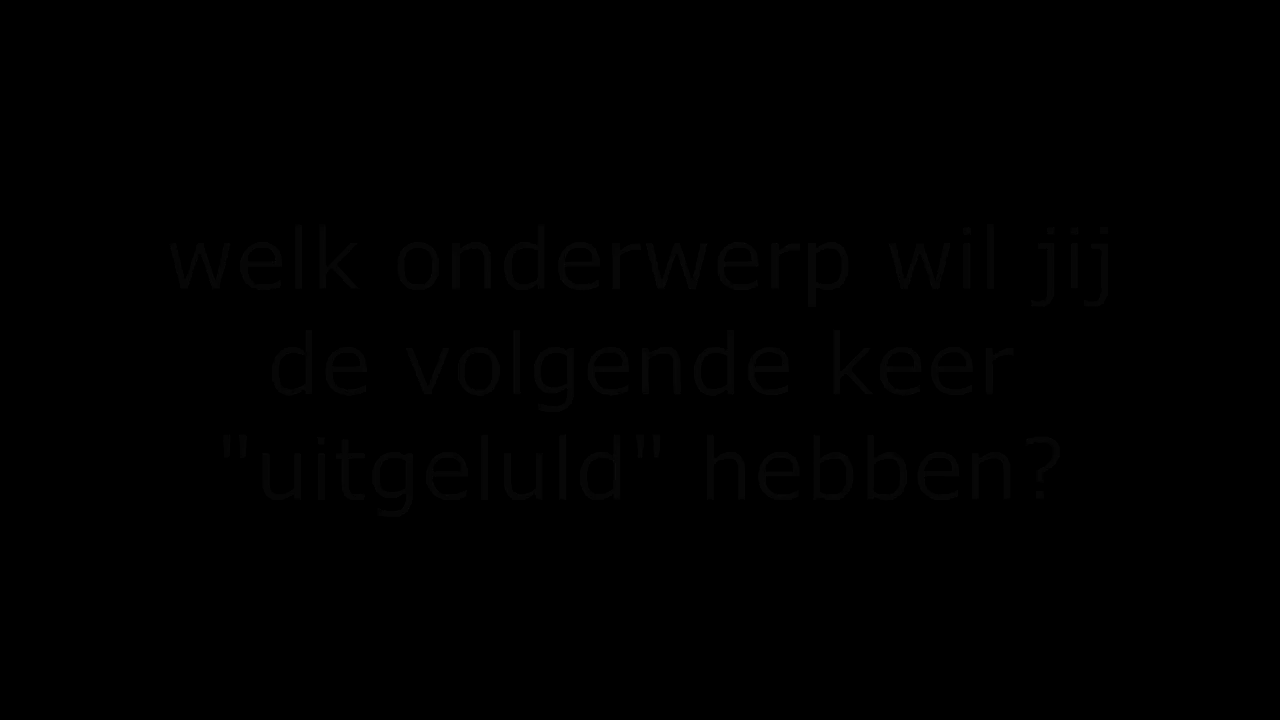 welk onderwerp wil jij
de volgende keer
"uitgeluld" hebben?